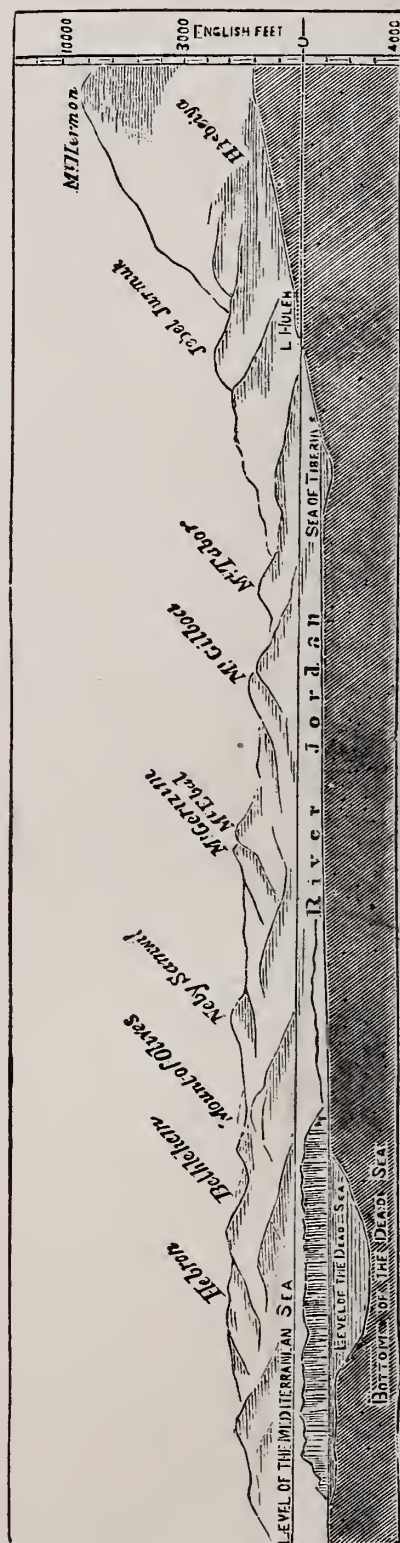 Hebron
Bethlehem
Mount of Olives
Neby Samwil
Mt. Gerizim
Mt. Ebal
Mt. Gilboa
Mt. Tabor
Jebel Jurmuk
Mt. Hermon
LEVEL OF THE MEDITERRANEAN SEA
LEVEL OF THE DEAD SEA
BOTTOM OF THE DEAD SEA
River Jordan
SEA OF TIBERIAS
L. HULEH
10000
3000
ENGLISH FEET
0
4000